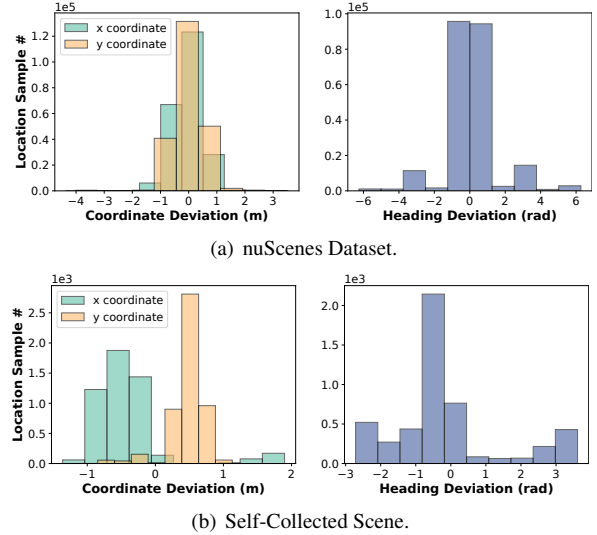 1e5
x coordinate
y coordinate
Location Sample #
1.2
1.0
0.8
0.6
0.4
0.2
0.0
-4 -3 -2 -1 0 1 2 3
Coordinate Deviation (m)
1e5
1.0
0.8
0.6
0.4
0.2
0.0
-6 -4 -2 0 2 4 6
Heading Deviation (rad)
(a) nuScenes Dataset.
1e3
x coordinate
y coordinate
Location Sample #
2.5
2.0
1.5
1.0
0.5
0.0
−1 0 1 2
Coordinate Deviation (m)
1e3
2.0
1.5
1.0
0.5
0.0
−3 −2 −1 0 1 2 3
Heading Deviation (rad)
(b) Self-Collected Scene.